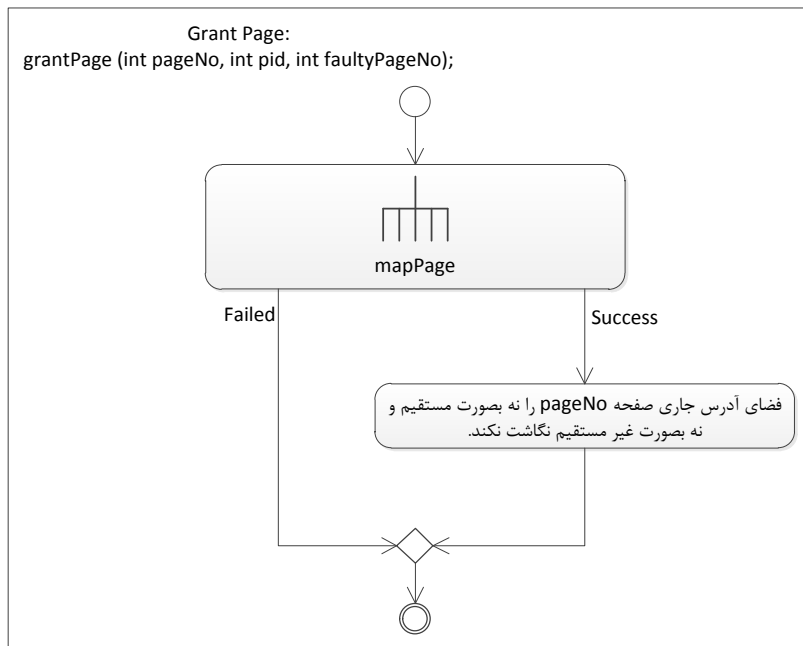 Grant Page:
grantPage (int pageNo, int pid, int faultyPageNo);
mapPage
Failed
Success
فضای آدرس جاری صفحه pageNo را نه بصورت مستقیم و
نه بصورت غیر مستقیم نگاشت نکند.